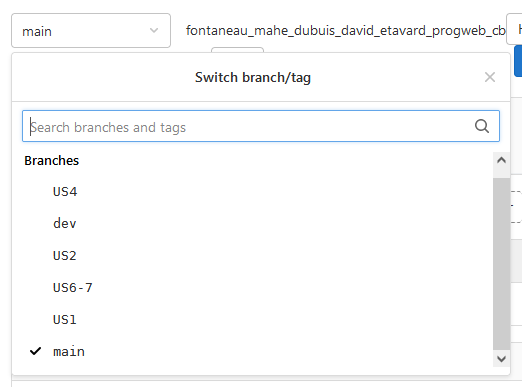 main
fontaneau_mahe_dubuis_david_etavard_progweb_cb
Switch branch/tag
Search branches and tags
Branches
US4
dev
US2
US6-7
US1
main